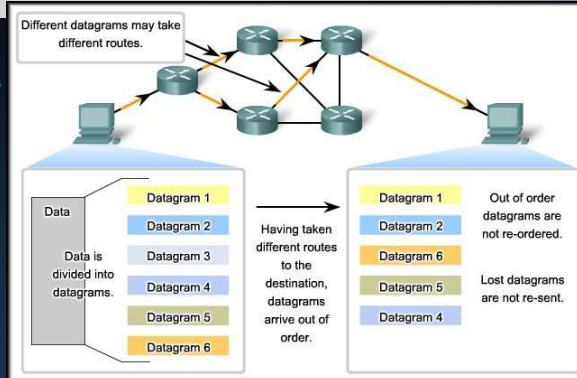 Different datagrams may take
different routes.
Data
Data is
divided into
datagrams.
Datagram 1
Datagram 2
Datagram 3
Datagram 4
Datagram 5
Datagram 6
Having taken
different routes
to the
destination,
datagrams
arrive out of
order.
Datagram 1
Datagram 2
Datagram 6
Datagram 5
Datagram 4
Out of order
datagrams are
not re-ordered.
Lost datagrams
are not re-sent.